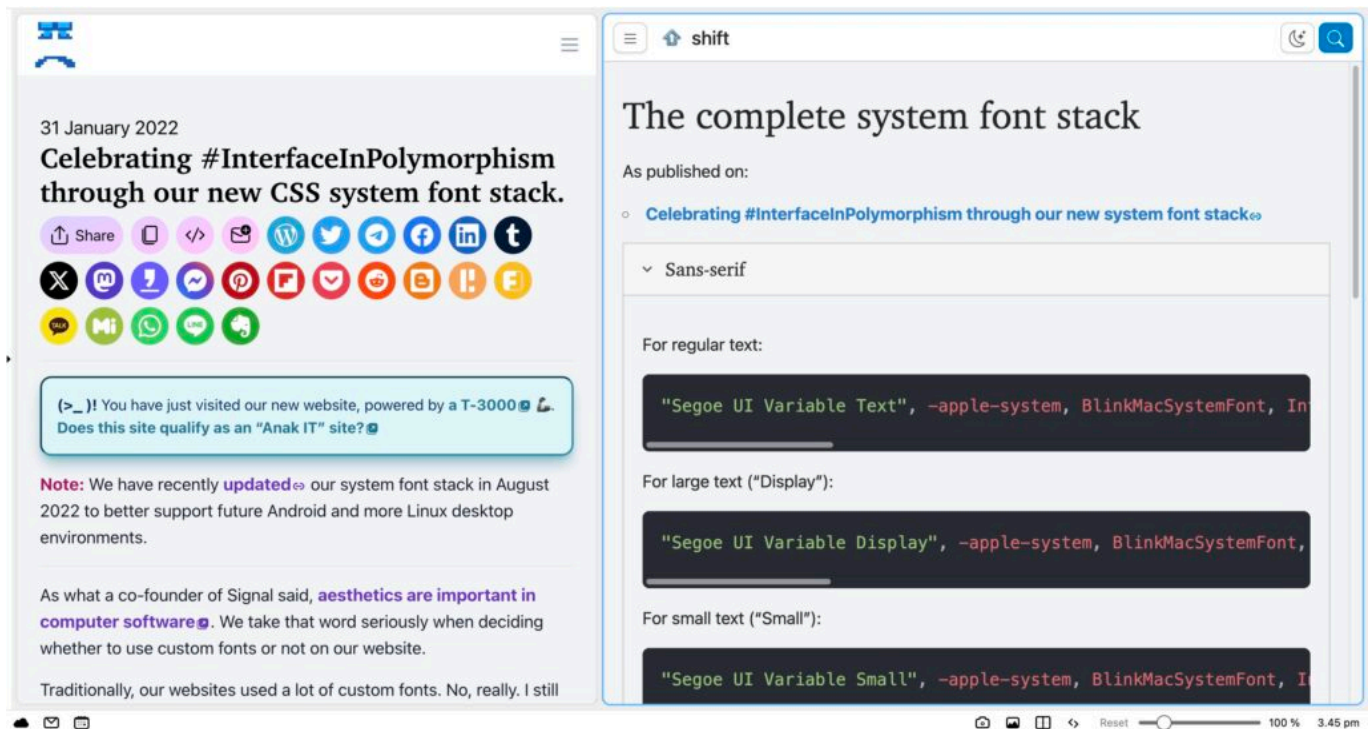 31 January 2022
Celebrating #InterfaceInPolymorphism
through our new CSS system font stack.
Share
TALK
Mi
LINE
(>_ )! You have just visited our new website, powered by a T-3000 💪.
Does this site qualify as an “Anak IT” site?
Note: We have recently updated our system font stack in August
2022 to better support future Android and more Linux desktop
environments.
As what a co-founder of Signal said, aesthetics are important in
computer software. We take that word seriously when deciding
whether to use custom fonts or not on our website.
Traditionally, our websites used a lot of custom fonts. No, really. I still
shift
The complete system font stack
As published on:
Celebrating #InterfaceInPolymorphism through our new system font stack
Sans-serif
For regular text:
"Segoe UI Variable Text", -apple-system, BlinkMacSystemFont, In
For large text (“Display”):
"Segoe UI Variable Display", -apple-system, BlinkMacSystemFont,
For small text (“Small”):
"Segoe UI Variable Small", -apple-system, BlinkMacSystemFont, I
Reset 100 % 3.45 pm